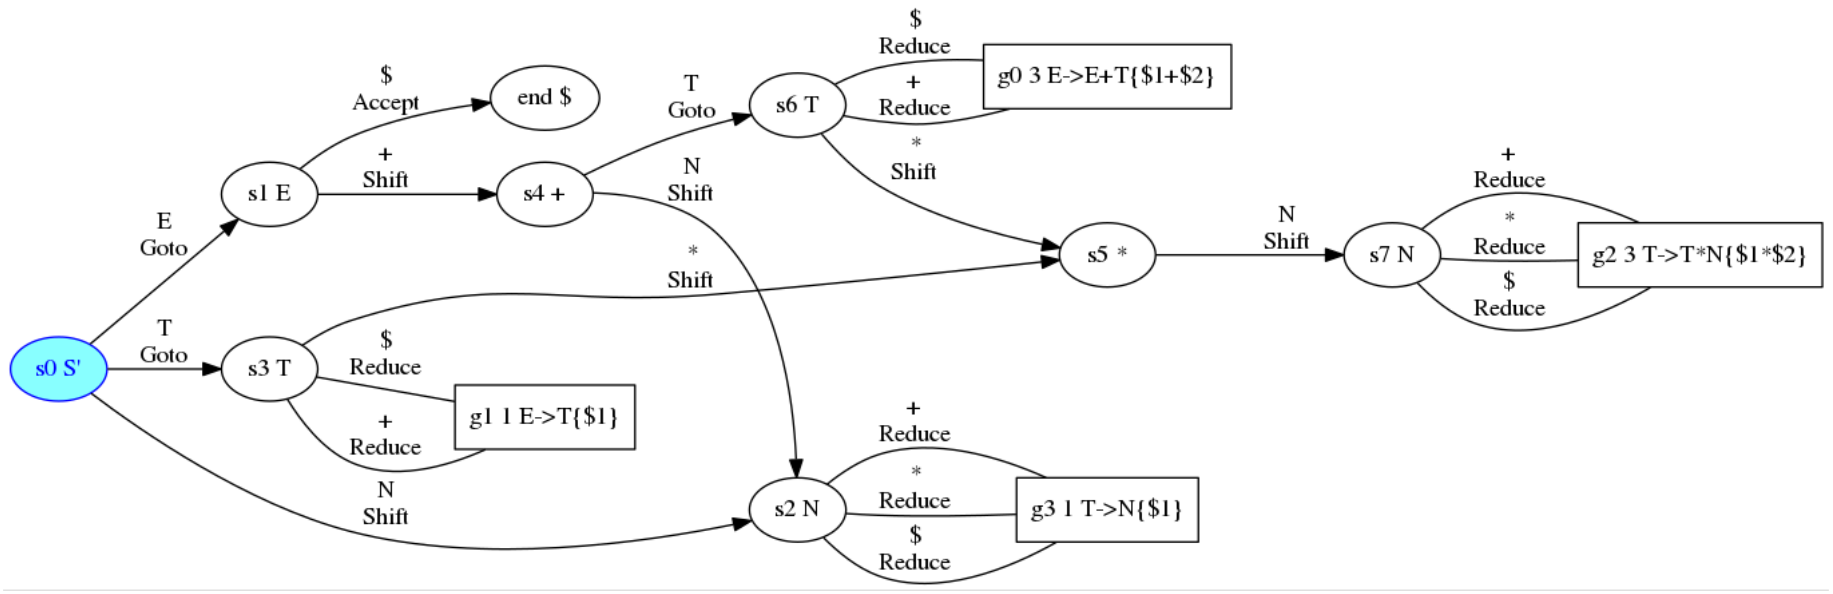 $
Reduce
g0 3 E->E+T{$1+$2}
+
Reduce
$
Accept
end $
T
Goto
s6 T
*
Shift
+
Shift
s1 E
s4 +
N
Shift
+
Reduce
E
Goto
*
Shift
s5 *
N
Shift
s7 N
*
Reduce
g2 3 T->T*N{$1*$2}
$
Reduce
s0 S'
T
Goto
s3 T
$
Reduce
g1 1 E->T{$1}
+
Reduce
+
Reduce
N
Shift
s2 N
*
Reduce
g3 1 T->N{$1}
$
Reduce